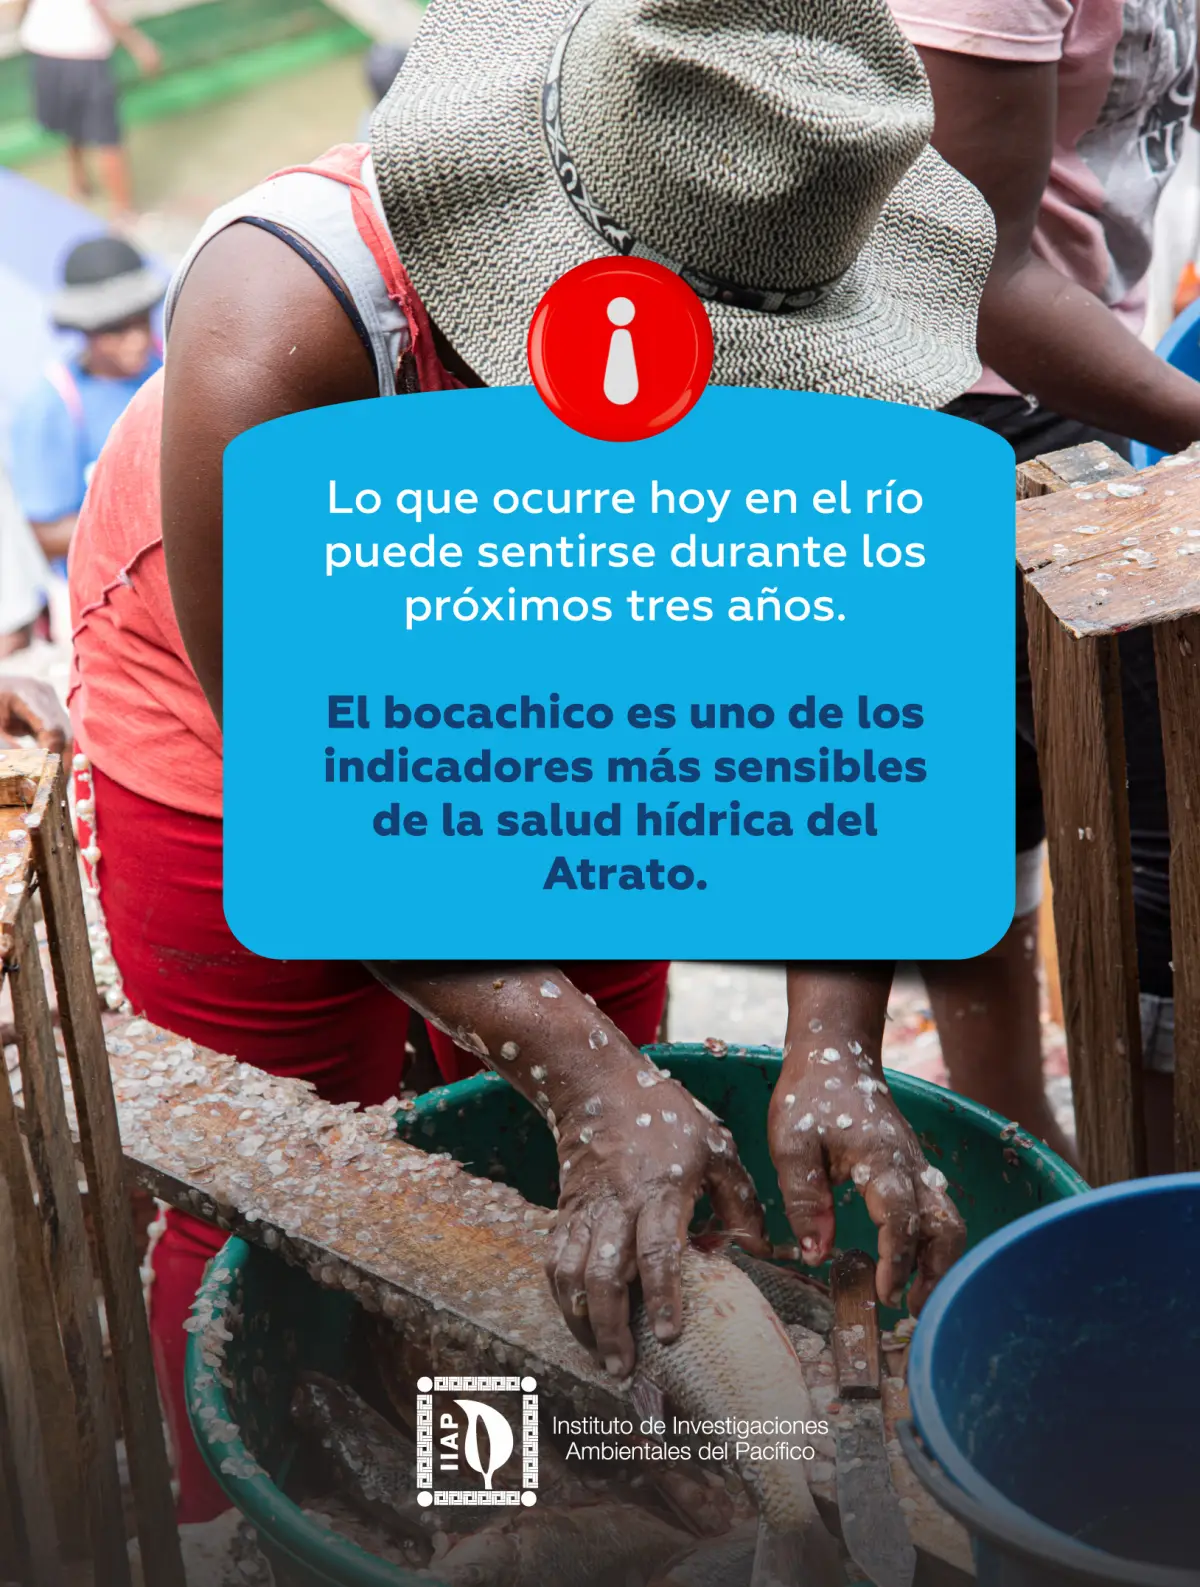 Lo que ocurre hoy en el río
puede sentirse durante los
próximos tres años.
El bocachico es uno de los
indicadores más sensibles
de la salud hídrica del
Atrato.
IIAP
Instituto de Investigaciones
Ambientales del Pacífico